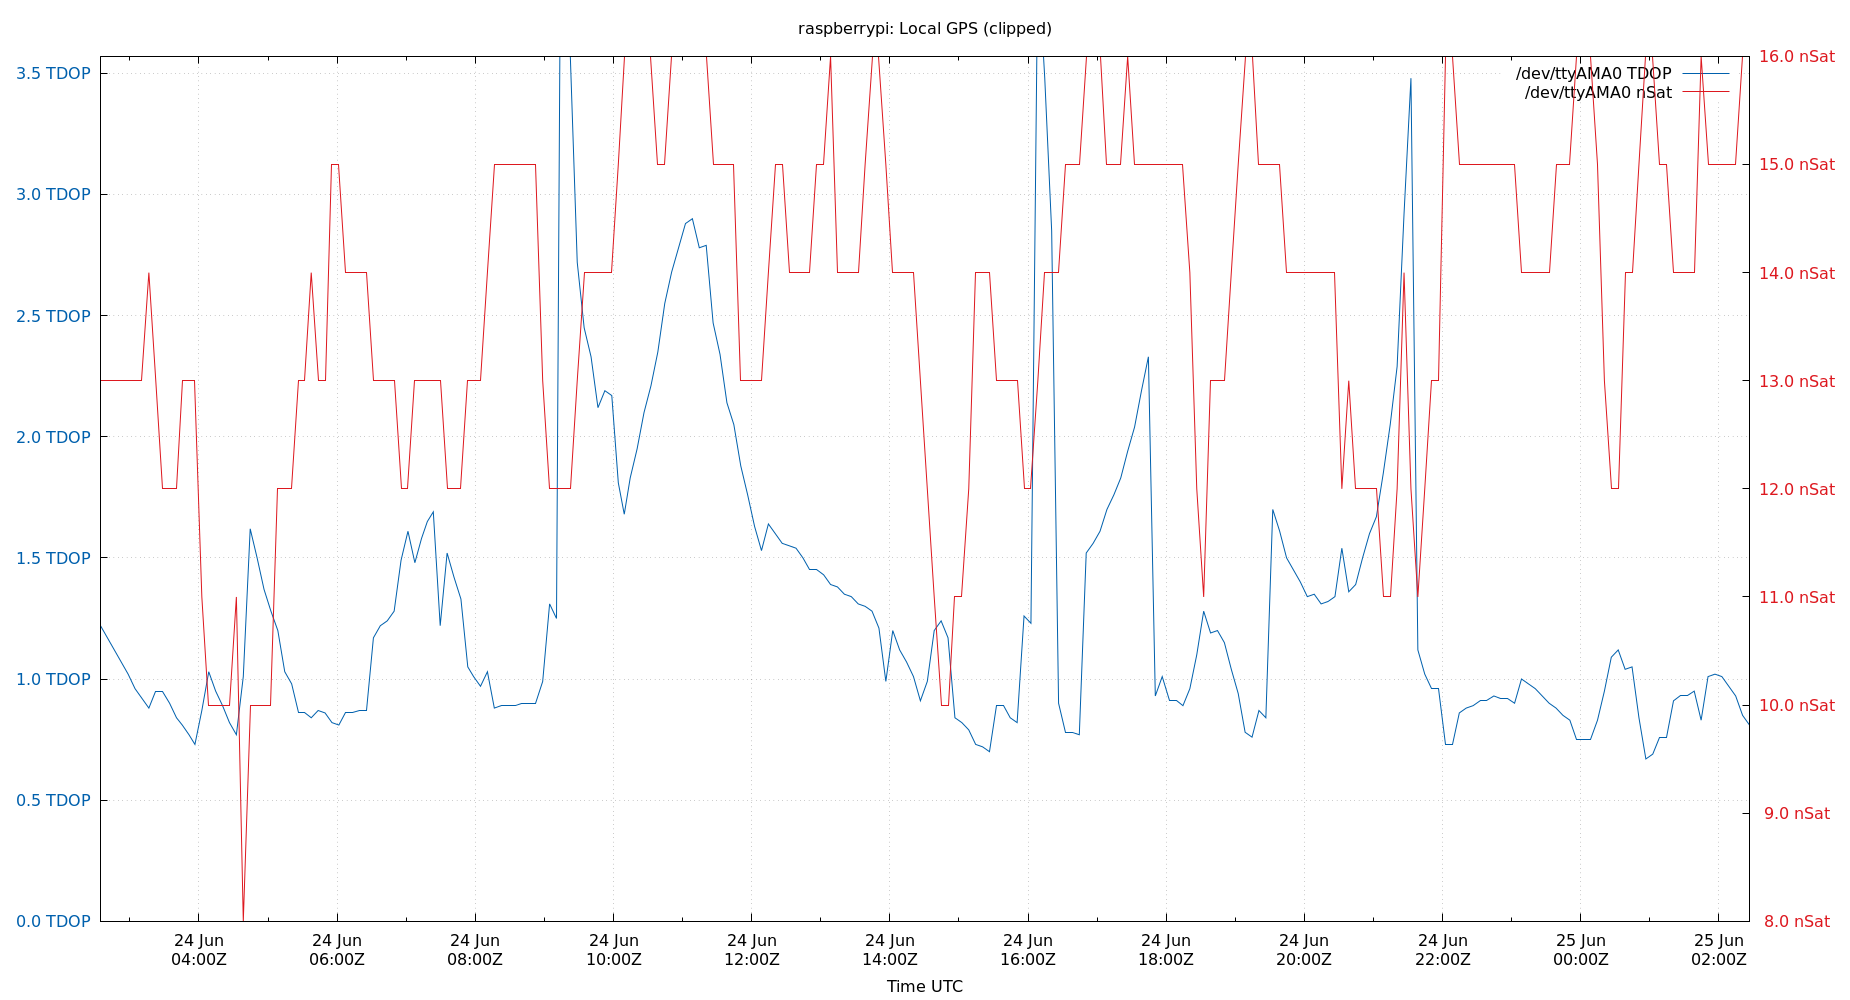 raspberrypi: Local GPS (clipped)
/dev/ttyAMA0 TDOP
/dev/ttyAMA0 nSat
3.5 TDOP
3.0 TDOP
2.5 TDOP
2.0 TDOP
1.5 TDOP
1.0 TDOP
0.5 TDOP
0.0 TDOP
16.0 nSat
15.0 nSat
14.0 nSat
13.0 nSat
12.0 nSat
11.0 nSat
10.0 nSat
9.0 nSat
8.0 nSat
24 Jun
04:00Z
24 Jun
06:00Z
24 Jun
08:00Z
24 Jun
10:00Z
24 Jun
12:00Z
24 Jun
14:00Z
24 Jun
16:00Z
24 Jun
18:00Z
24 Jun
20:00Z
24 Jun
22:00Z
25 Jun
00:00Z
25 Jun
02:00Z
Time UTC